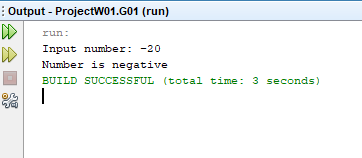 Output - ProjectW01.G01 (run)
run:
Input number: -20
Number is negative
BUILD SUCCESSFUL (total time: 3 seconds)